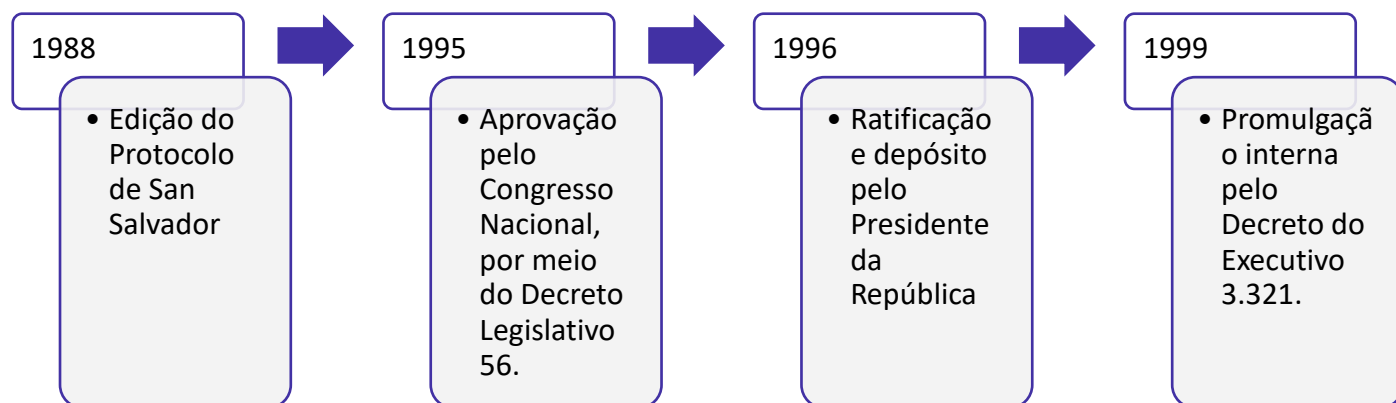 1988
• Edição do
Protocolo
de San
Salvador
1995
• Aprovação
pelo
Congresso
Nacional,
por meio
do Decreto
Legislativo
56.
1996
• Ratificação
e depósito
pelo
Presidente
da
República
1999
• Promulgaçã
o interna
pelo
Decreto do
Executivo
3.321.